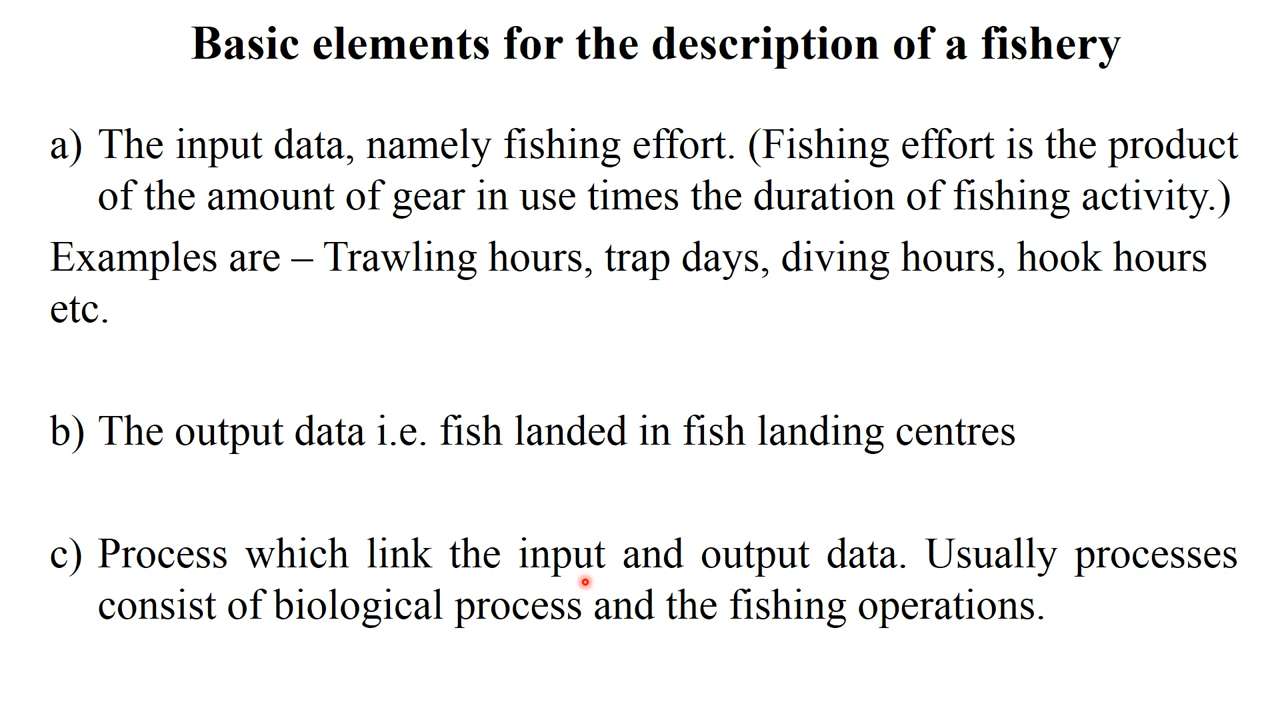 Basic elements for the description of a fishery
a) The input data, namely fishing effort. (Fishing effort is the product
of the amount of gear in use times the duration of fishing activity.)
Examples are – Trawling hours, trap days, diving hours, hook hours
etc.
b) The output data i.e. fish landed in fish landing centres
c) Process which link the input and output data. Usually processes
consist of biological process and the fishing operations.